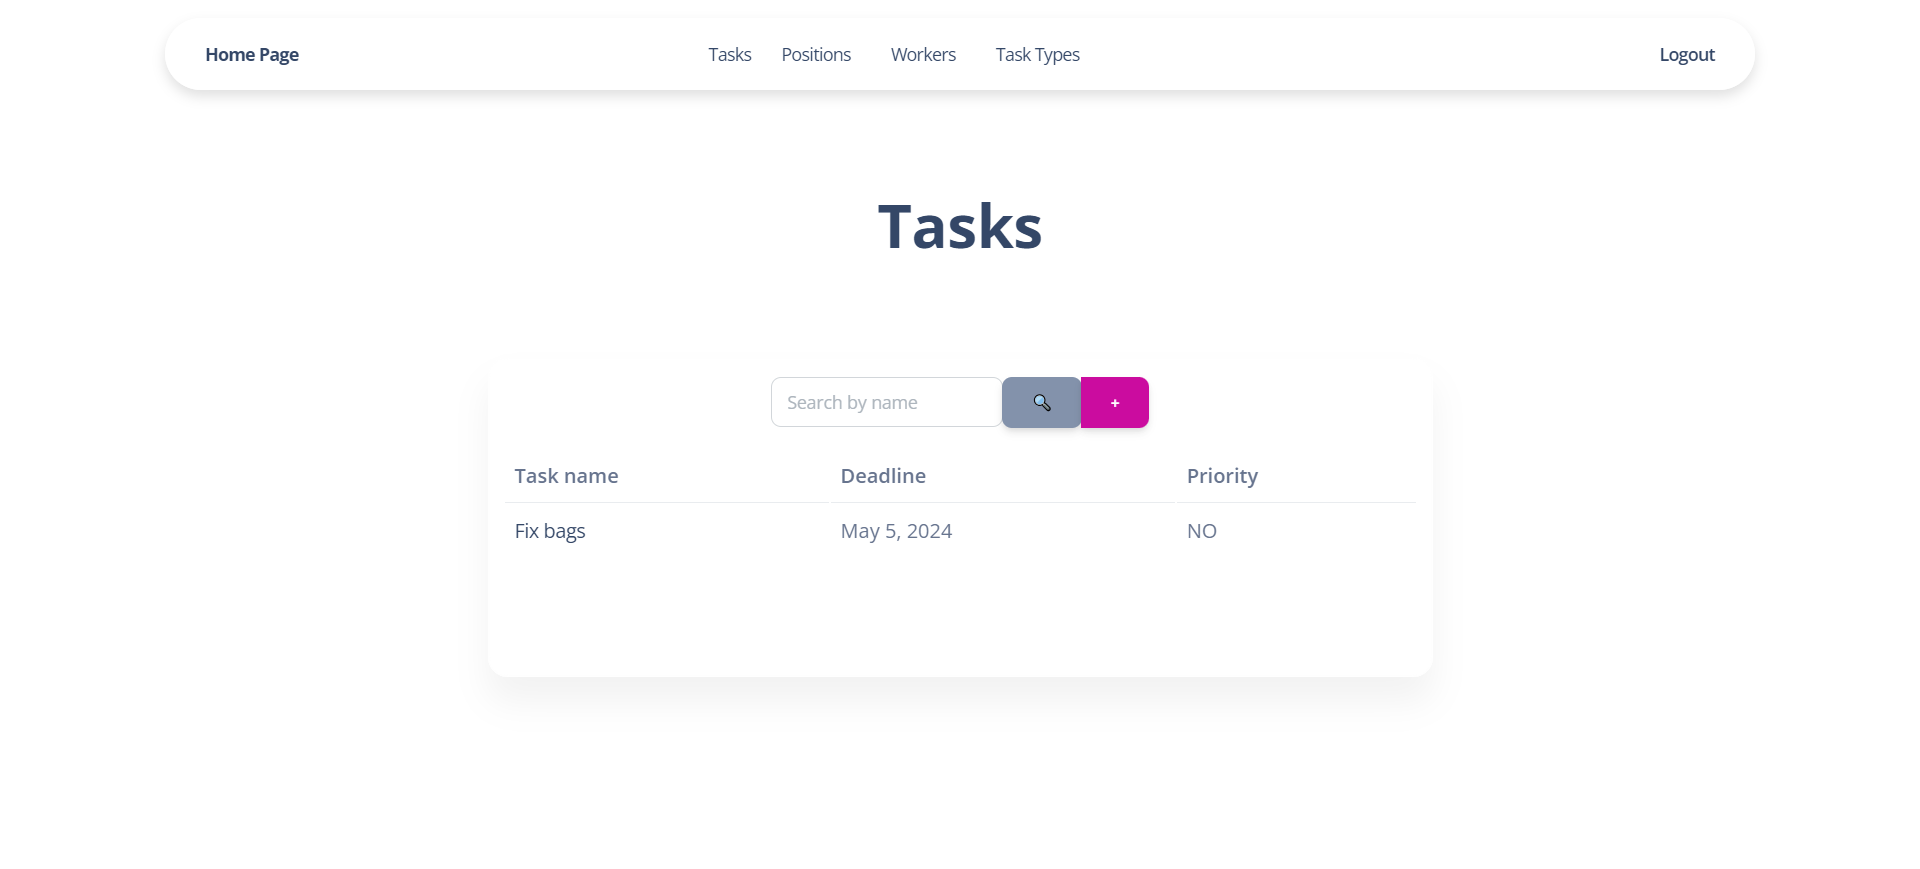 Home Page Tasks Positions Workers Task Types Logout
Tasks
Search by name 🔍 +
Task name Deadline Priority
Fix bags May 5, 2024 NO